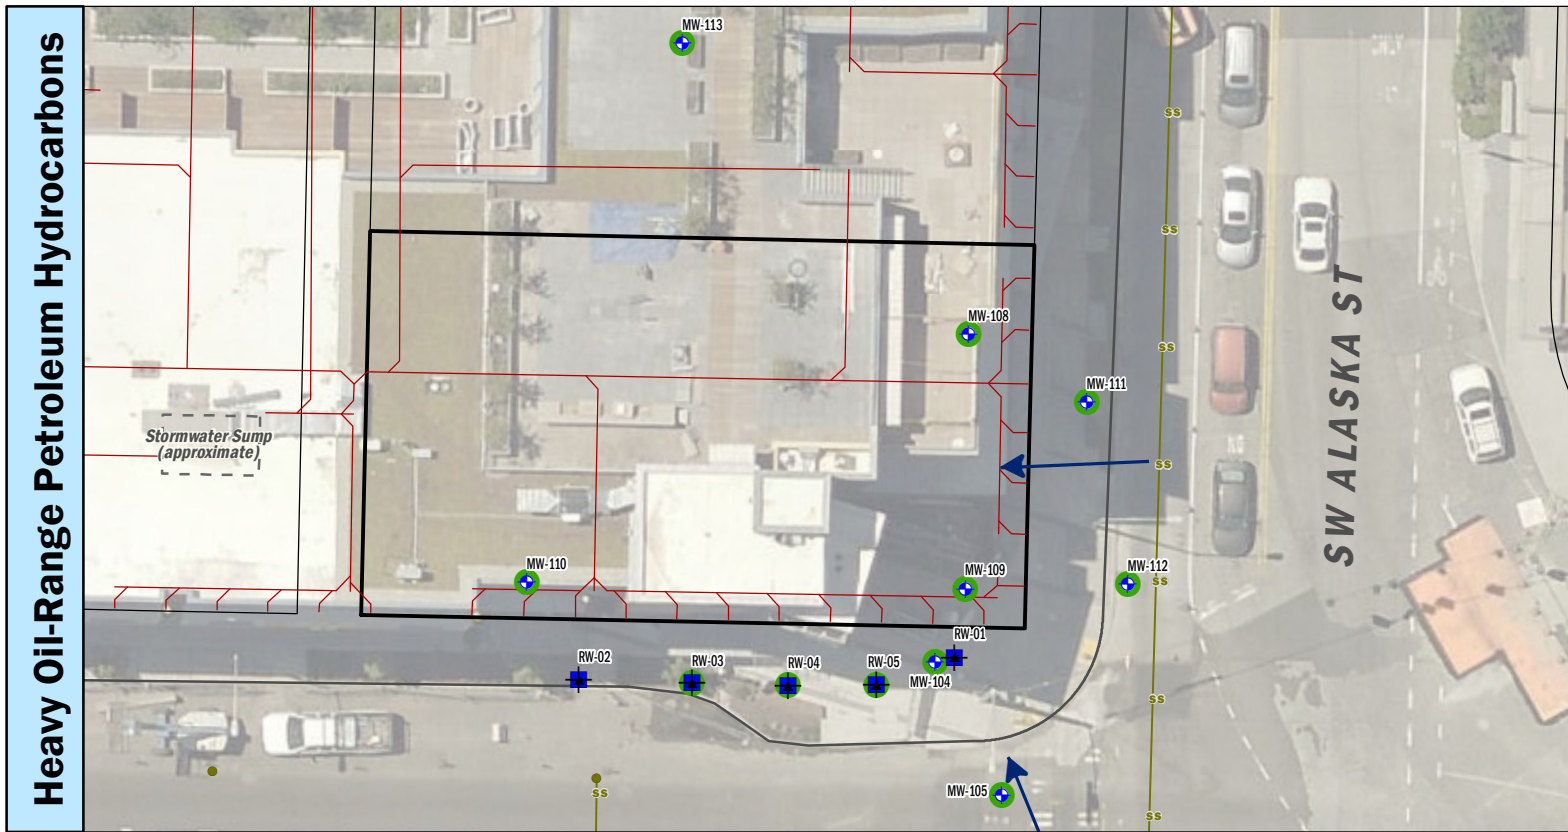 Heavy Oil-Range Petroleum Hydrocarbons
MW-113
SS
SS
MW-108
SS
MW-111
SW ALASKA ST
Stormwater Sump
(approximate)
SS
MW-110
MW-109
MW-112
SS
RW-01
RW-02
RW-03
RW-04
RW-05
MW-104
SS
MW-105
SS
SS